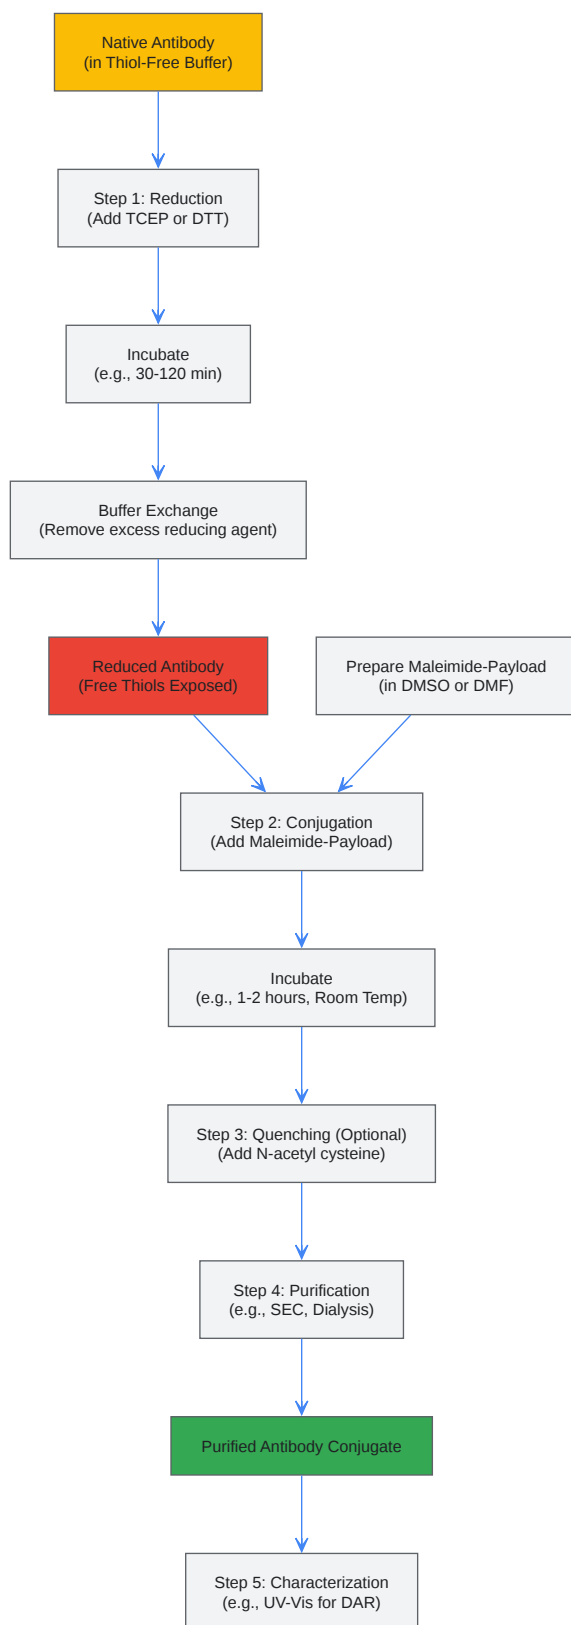 Native Antibody
(in Thiol-Free Buffer)
Step 1: Reduction
(Add TCEP or DTT)
Incubate
(e.g., 30-120 min)
Buffer Exchange
(Remove excess reducing agent)
Reduced Antibody
(Free Thiols Exposed)
Prepare Maleimide-Payload
(in DMSO or DMF)
Step 2: Conjugation
(Add Maleimide-Payload)
Incubate
(e.g., 1-2 hours, Room Temp)
Step 3: Quenching (Optional)
(Add N-acetyl cysteine)
Step 4: Purification
(e.g., SEC, Dialysis)
Purified Antibody Conjugate
Step 5: Characterization
(e.g., UV-Vis for DAR)